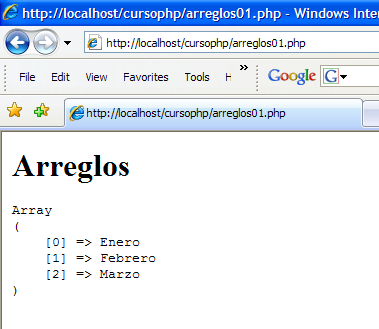 http://localhost/cursophp/arreglos01.php - Windows Inter
http://localhost/cursophp/arreglos01.php
File Edit View Favorites Tools H » Google G
http://localhost/cursophp/arreglos01.php
Arreglos
Array
(
[0] => Enero
[1] => Febrero
[2] => Marzo
)